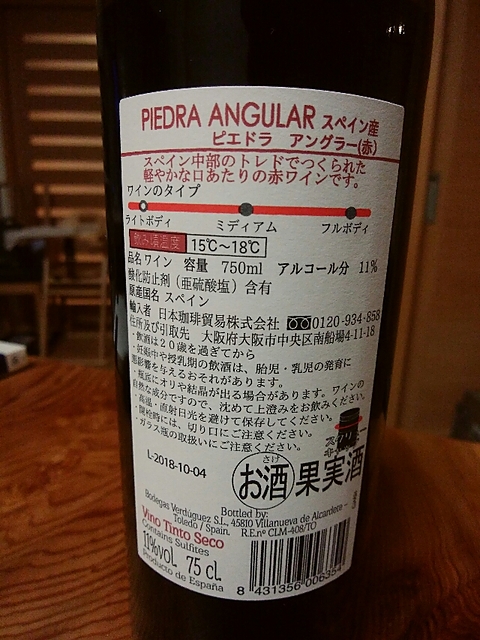 PIEDRA ANGULAR スペイン産
ピエドラ アングラー(赤)
スペイン中部のトレドでつくられた
軽やかな口あたりの赤ワインです。
ワインのタイプ
ライトボディ ミディアム フルボディ
飲み頃温度 15℃〜18℃
品名 ワイン 容量 750ml アルコール分 11%
酸化防止剤(亜硫酸塩)含有
原産国名 スペイン
輸入者 日本珈琲貿易株式会社 0120-934-858
住所及び引取先 大阪府大阪市中央区南船場4-11-18
・飲酒は20歳を過ぎてから
・妊娠中や授乳期の飲酒は、胎児・乳児の発育に
悪影響を与えるおそれがあります。
・瓶底にオリや結晶が出る場合があります。ワインの
自然な成分ですので、沈めて上澄みをお飲みください。
・高温・直射日光を避けて保存してください。
・開栓時には、切り口にご注意ください。
・ガラス瓶の取扱いにご注意ください。
L-2018-10-04
さけ
お酒 果実酒
Bottled by:
Bodegas Verdúguez S.L, 45810 Villanueva de Alcardete -
Toledo / Spain. R.E.nº CLM-408/TO
Vino Tinto Seco
Contains Sulfites
11%VOL 75 cL
Producto de España
8 431356 006354